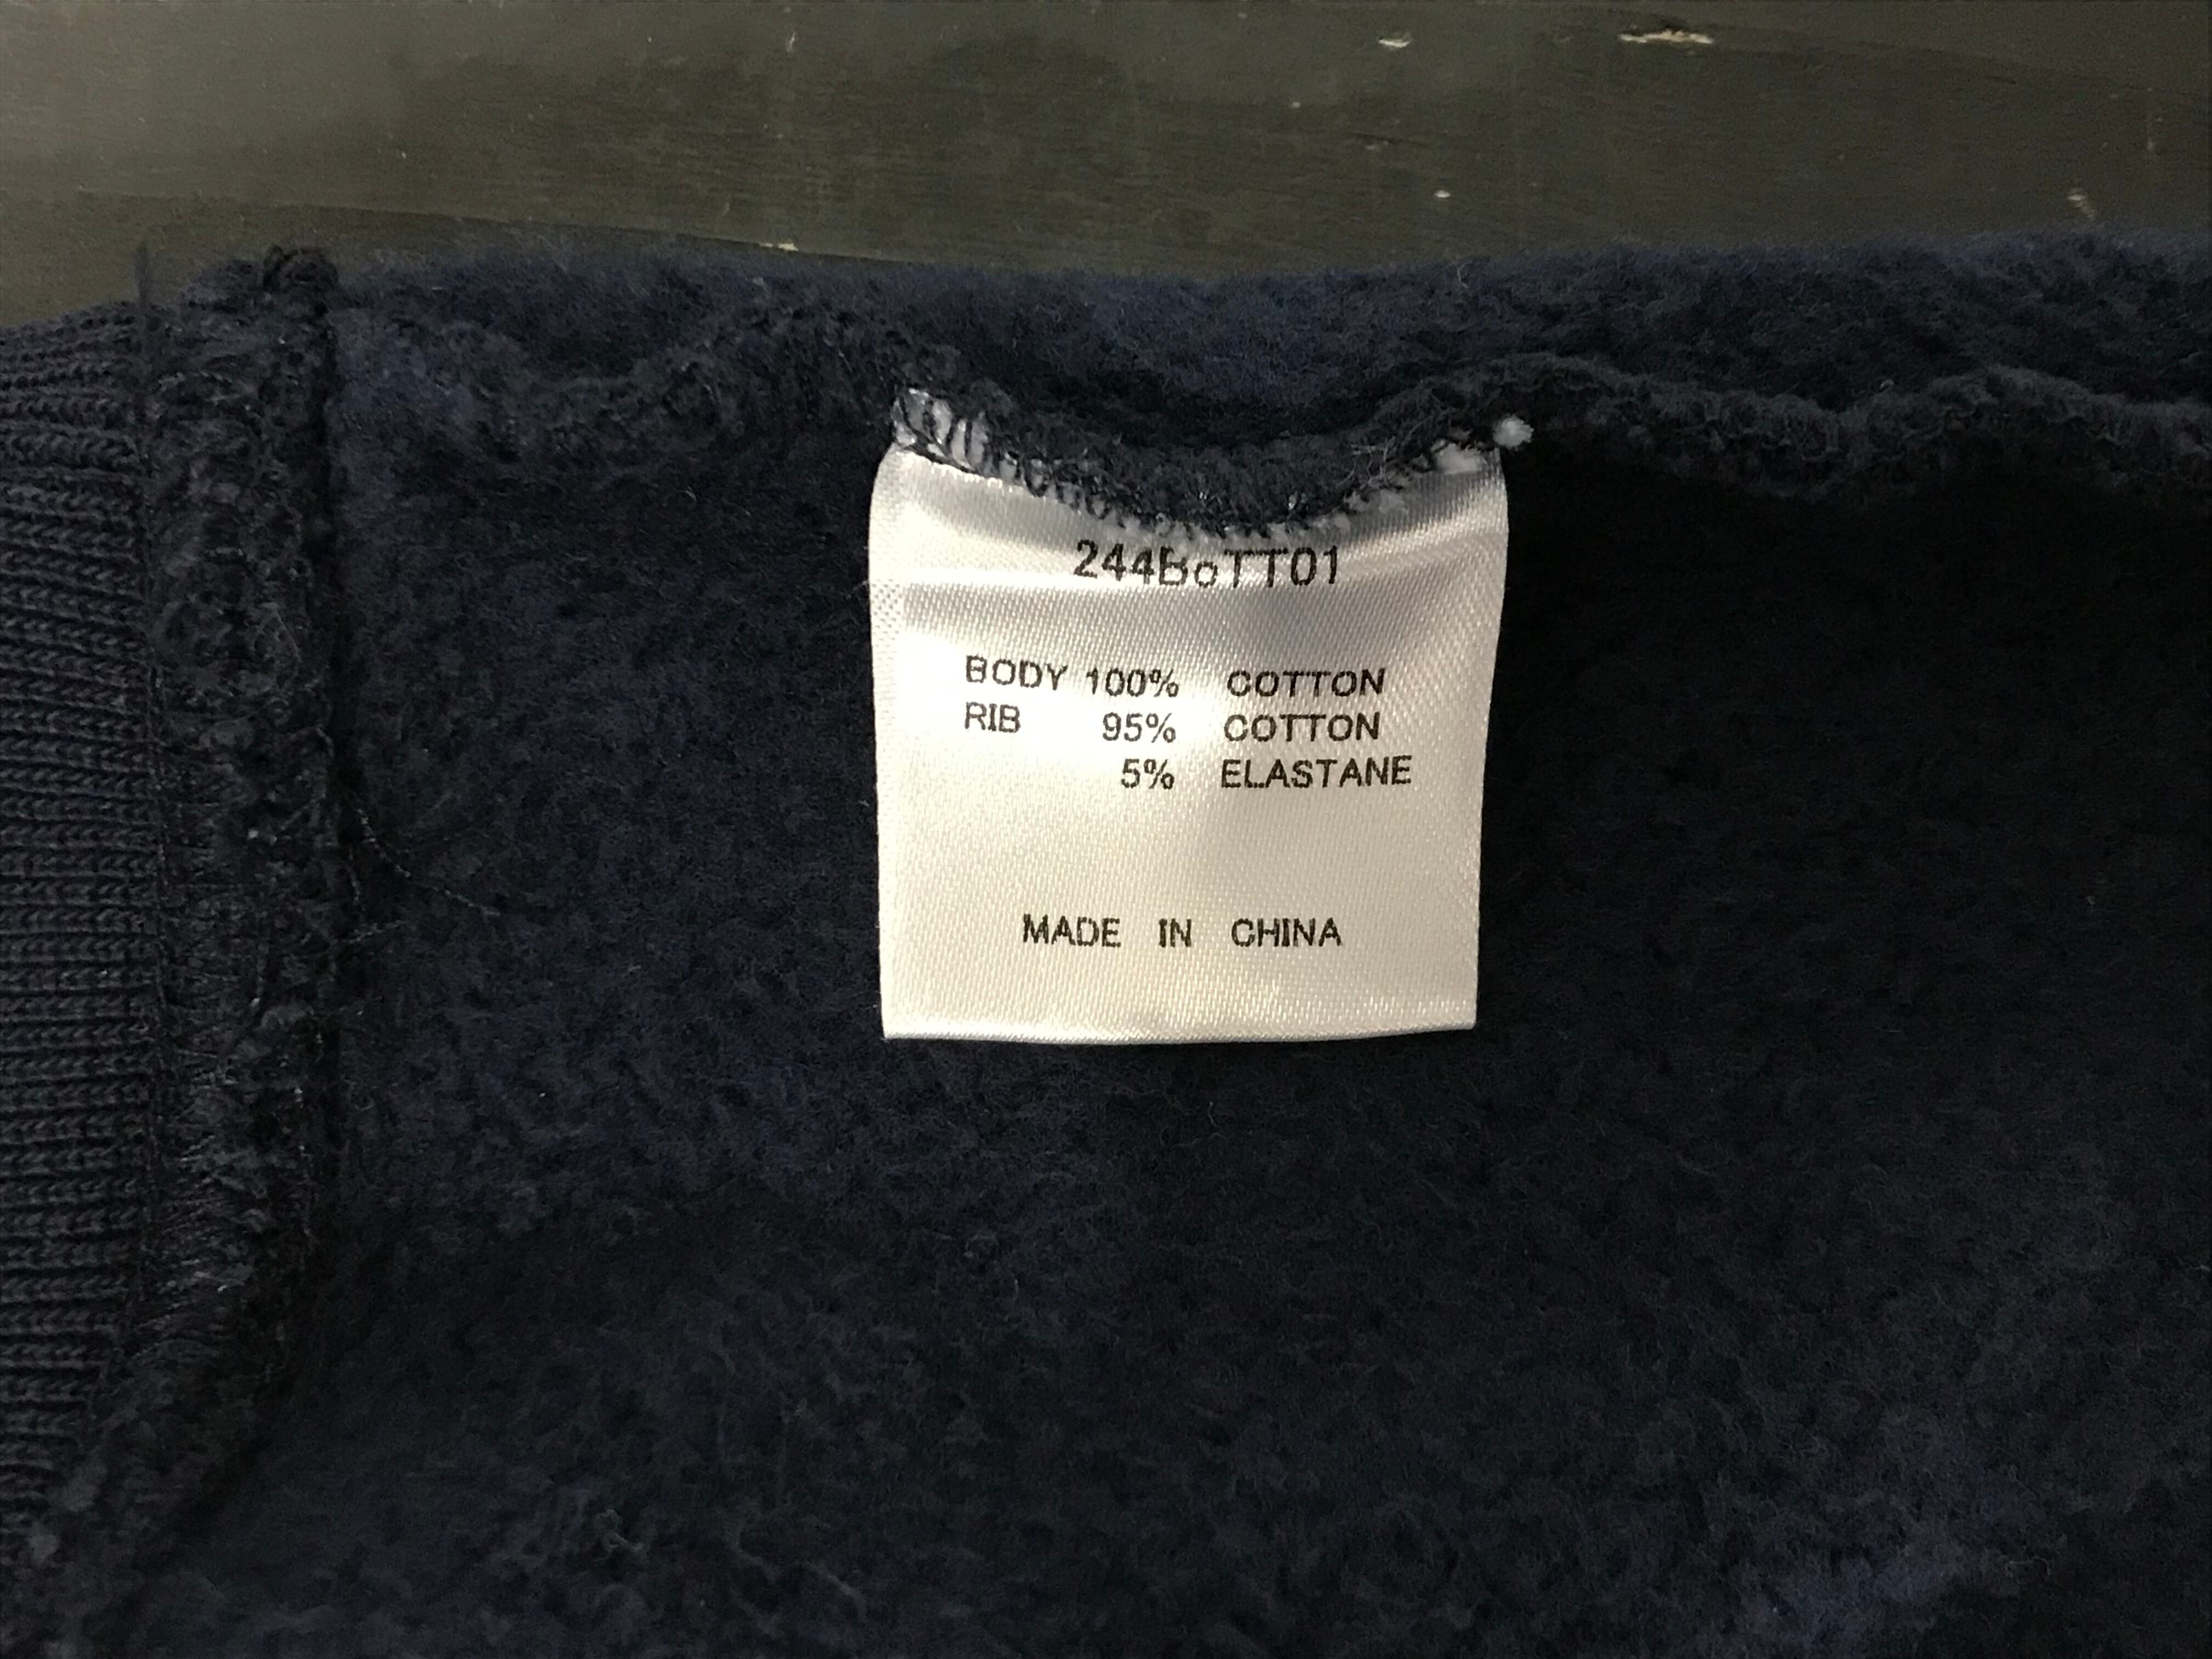 244BoTT01
BODY 100% COTTON
RIB 95% COTTON
5% ELASTANE
MADE IN CHINA